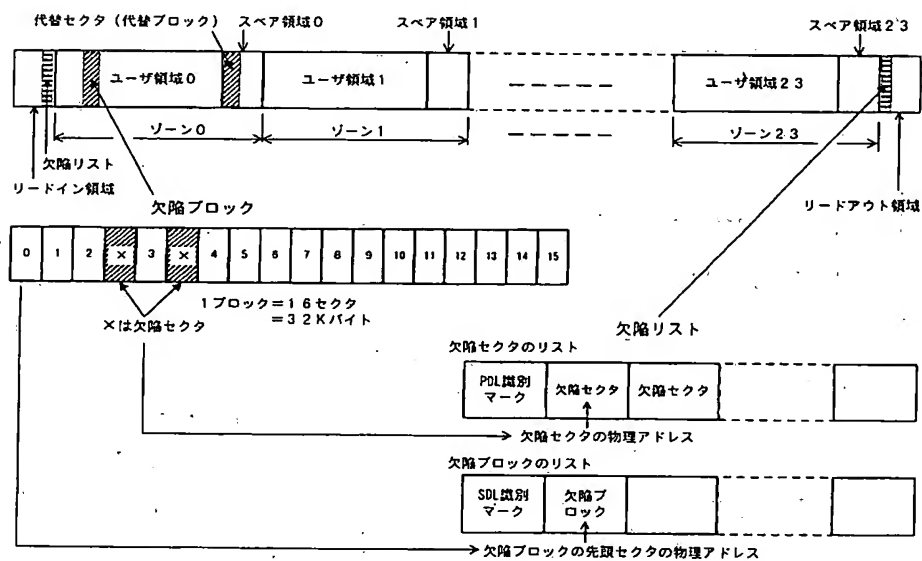 代替セクタ（代替ブロック）
スペア領域0
スペア領域1
スペア領域23
ユーザ領域0
ユーザ領域1
ユーザ領域23
ゾーン0
ゾーン1
ゾーン23
欠陥リスト
リードイン領域
欠陥ブロック
リードアウト領域
0 1 2 × 3 × 4 5 6 7 8 9 10 11 12 13 14 15
1ブロック＝16セクタ
＝32Kバイト
×は欠陥セクタ
欠陥リスト
欠陥セクタのリスト
PDL識別
マーク
欠陥セクタ
欠陥セクタ
欠陥セクタの物理アドレス
欠陥ブロックのリスト
SDL識別
マーク
欠陥ブ
ロック
欠陥ブロックの先頭セクタの物理アドレス